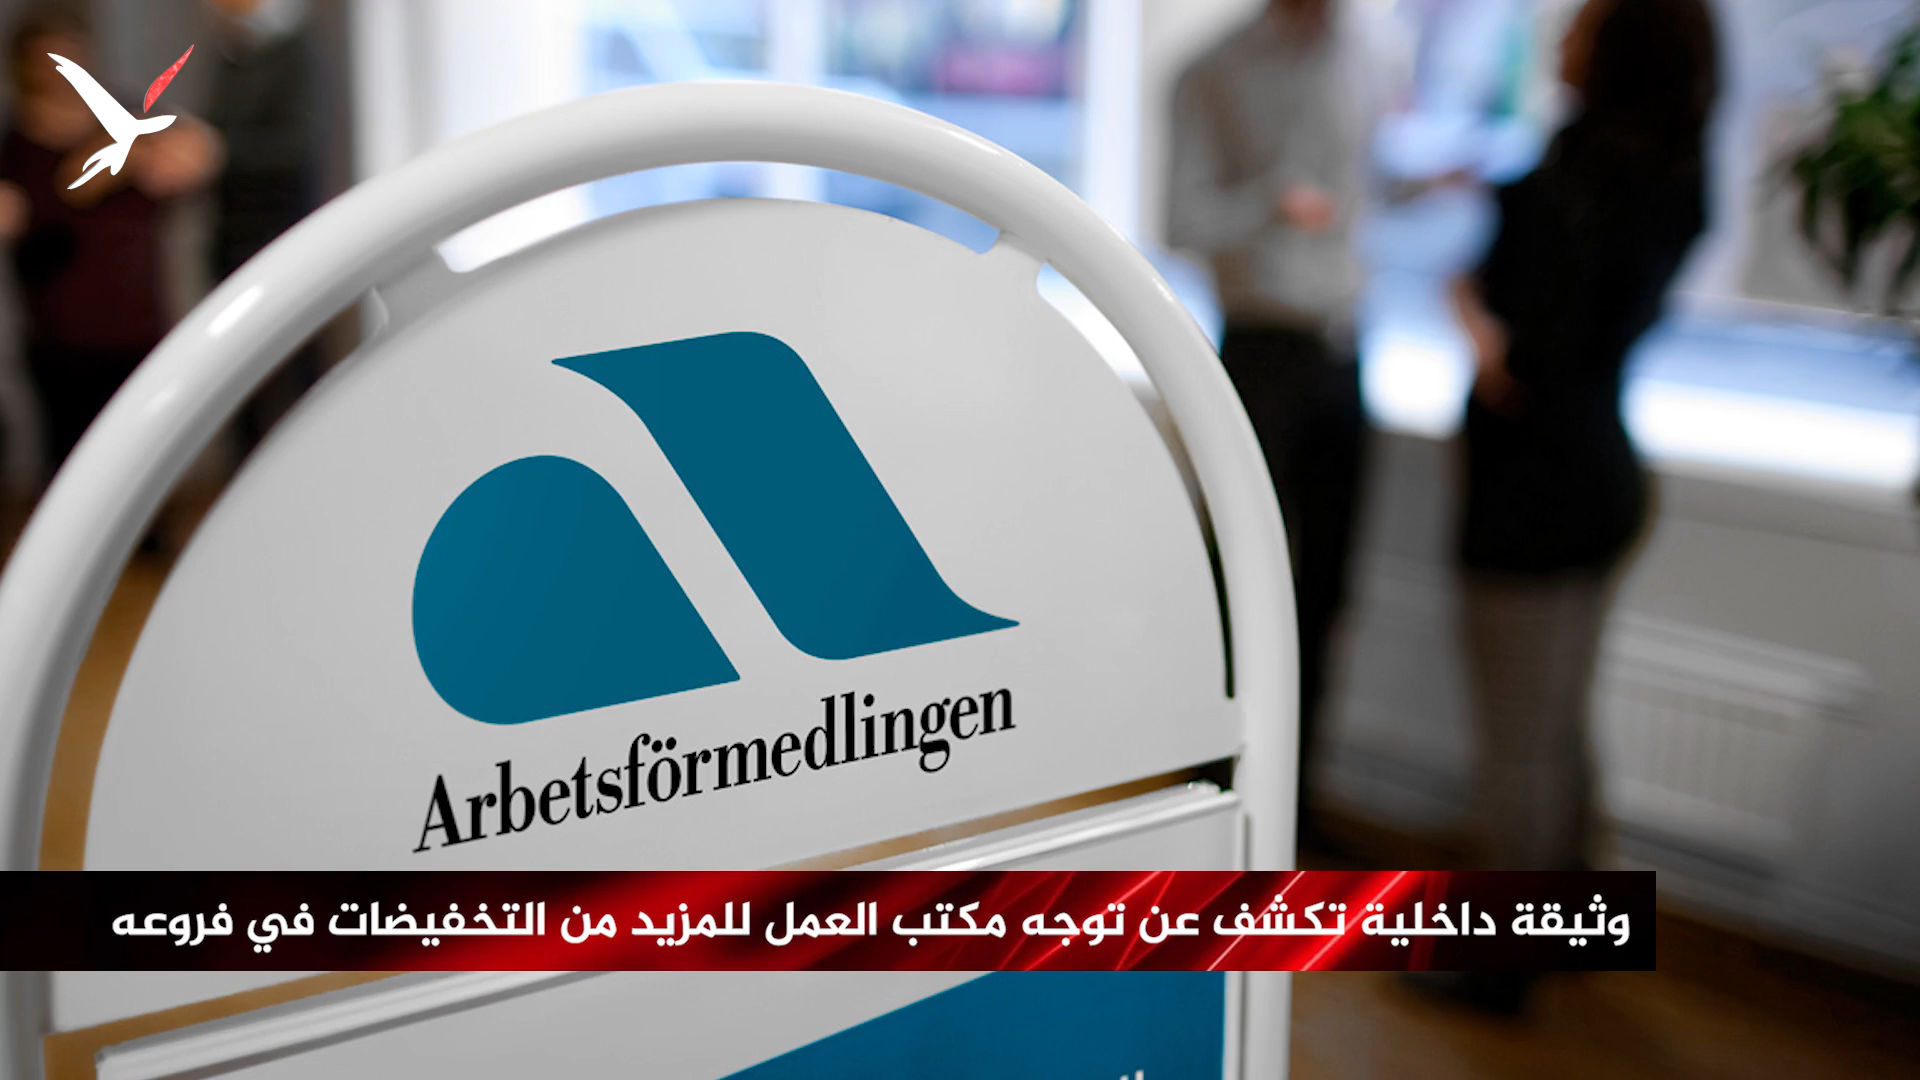 Arbetsförmedlingen
وثيقة داخلية تكشف عن توجه مكتب العمل للمزيد من التخفيضات في فروعه